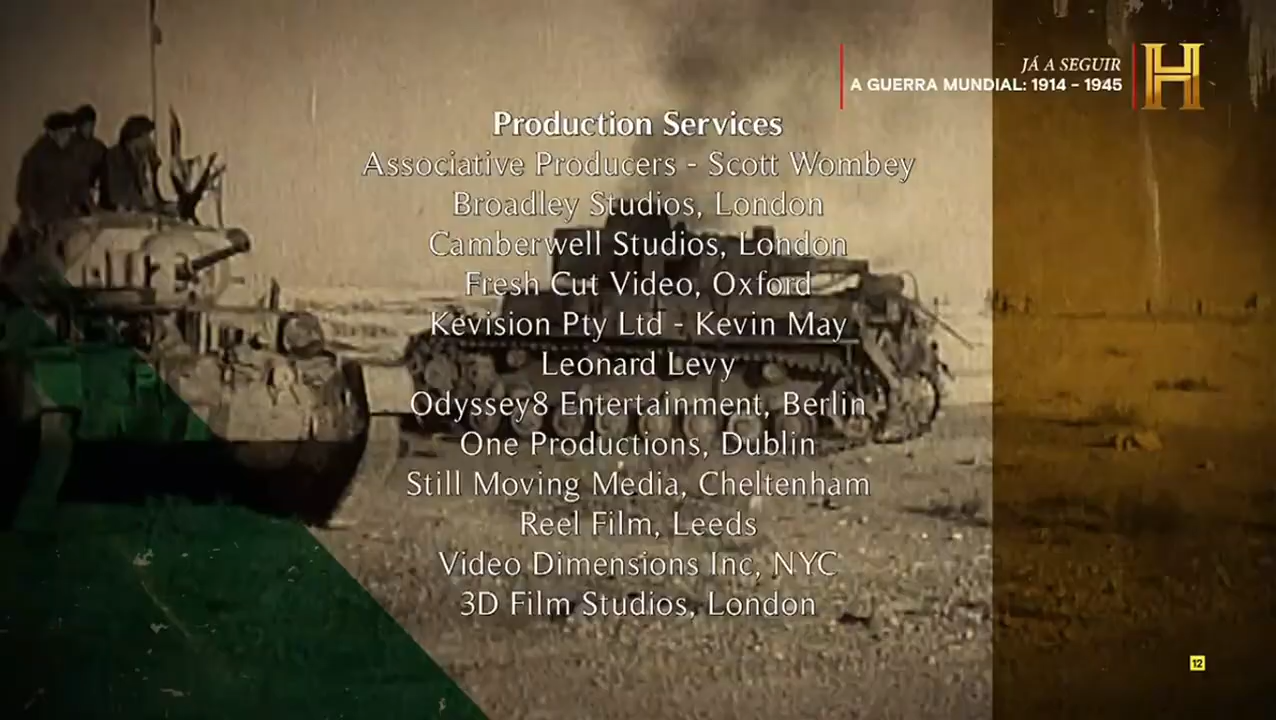 JÁ A SEGUIR
A GUERRA MUNDIAL: 1914 - 1945
H
Production Services
Associative Producers - Scott Wombey
Broadley Studios, London
Camberwell Studios, London
Fresh Cut Video, Oxford
Kevision Pty Ltd - Kevin May
Leonard Levy
Odyssey8 Entertainment, Berlin
One Productions, Dublin
Still Moving Media, Cheltenham
Reel Film, Leeds
Video Dimensions Inc, NYC
3D Film Studios, London
12